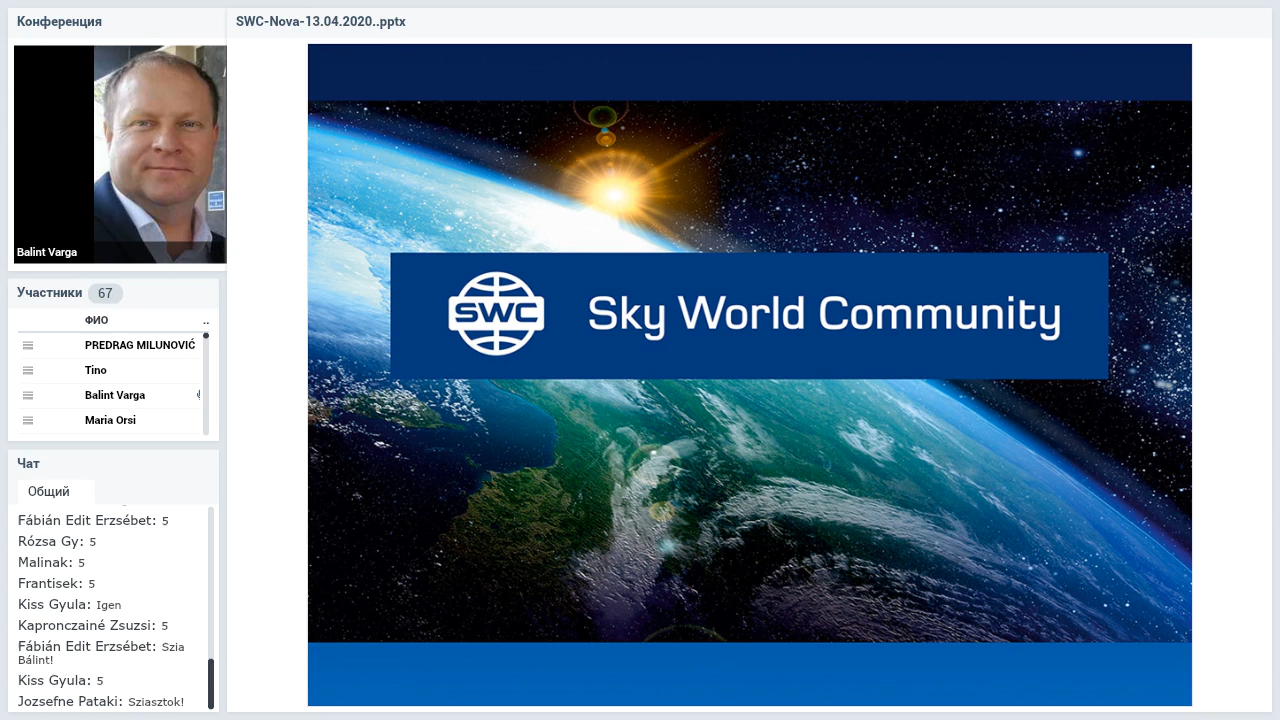 Конференция
SWC-Nova-13.04.2020..pptx
Balint Varga
Участники 67
ФИО ..
PREDRAG MILUNOVIĆ
Tino
Balint Varga
Maria Orsi
Чат
Общий
Fábián Edit Erzsébet: 5
Rózsa Gy: 5
Malinak: 5
Frantisek: 5
Kiss Gyula: Igen
Kapronczainé Zsuzsi: 5
Fábián Edit Erzsébet: Szia
Bálint!
Kiss Gyula: 5
Jozsefne Pataki: Sziasztok!
SWC Sky World Community